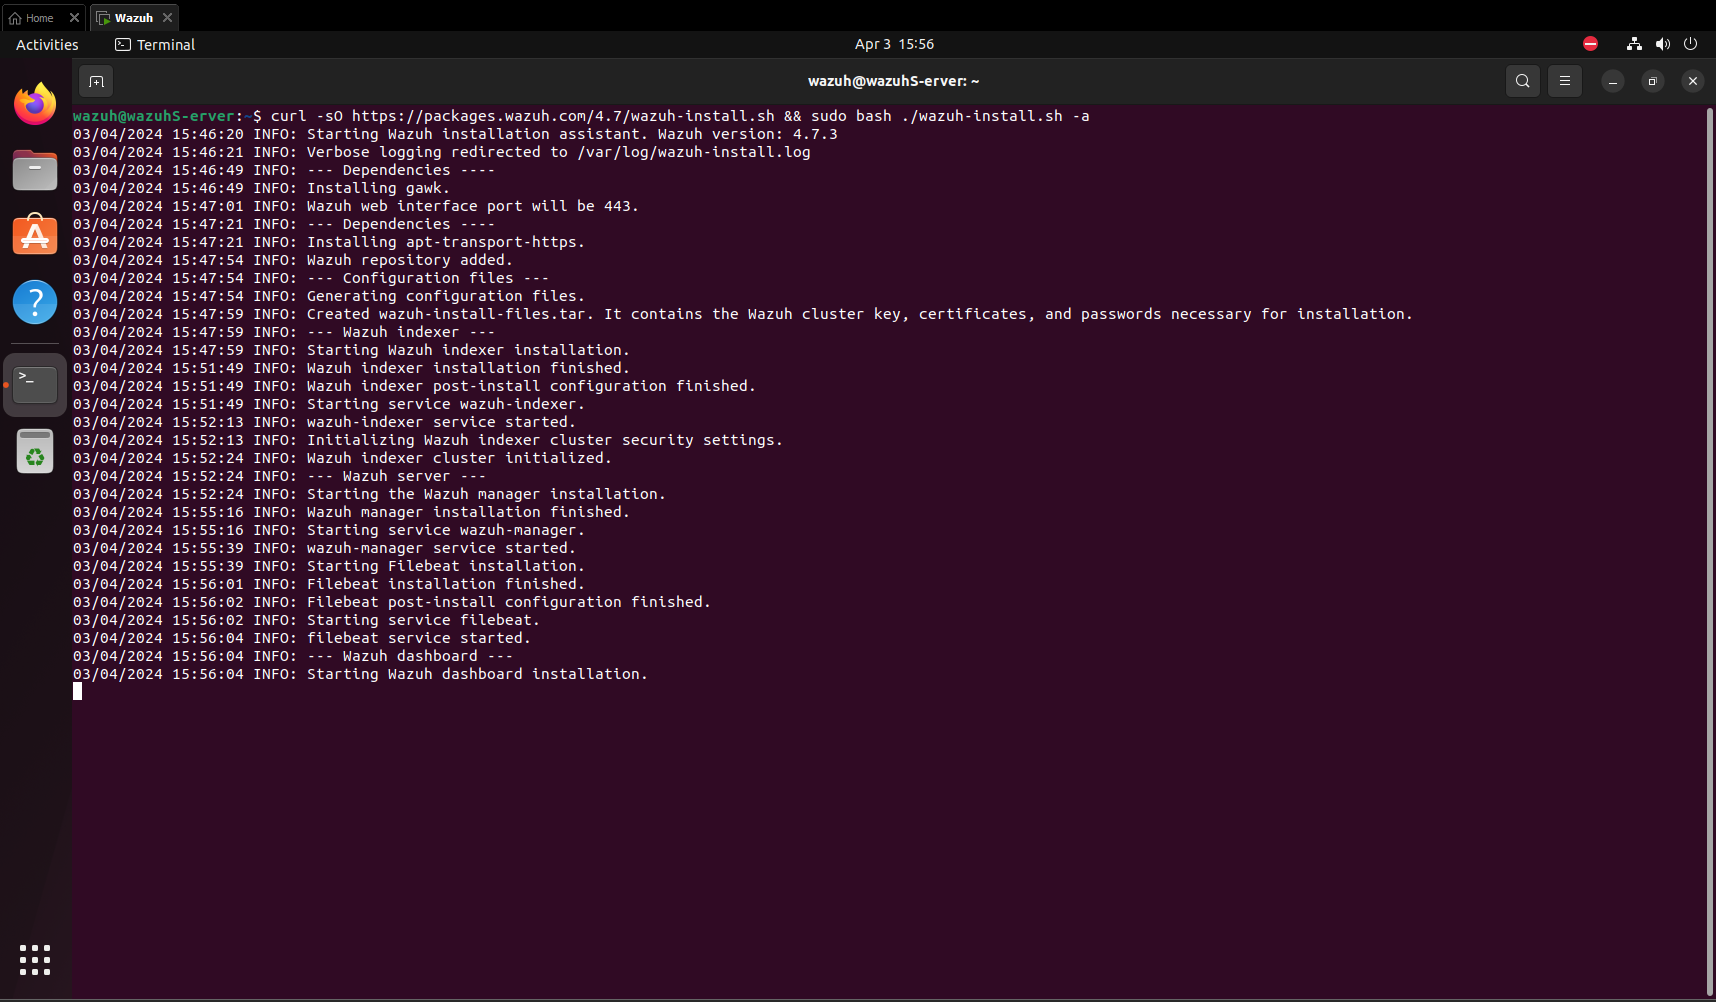 Home
Wazuh
Activities
Terminal
Apr 3 15:56
wazuh@wazuhS-erver: ~
wazuh@wazuhS-erver:~$ curl -sO https://packages.wazuh.com/4.7/wazuh-install.sh && sudo bash ./wazuh-install.sh -a
03/04/2024 15:46:20 INFO: Starting Wazuh installation assistant. Wazuh version: 4.7.3
03/04/2024 15:46:21 INFO: Verbose logging redirected to /var/log/wazuh-install.log
03/04/2024 15:46:49 INFO: --- Dependencies ----
03/04/2024 15:46:49 INFO: Installing gawk.
03/04/2024 15:47:01 INFO: Wazuh web interface port will be 443.
03/04/2024 15:47:21 INFO: --- Dependencies ----
03/04/2024 15:47:21 INFO: Installing apt-transport-https.
03/04/2024 15:47:54 INFO: Wazuh repository added.
03/04/2024 15:47:54 INFO: --- Configuration files ---
03/04/2024 15:47:54 INFO: Generating configuration files.
03/04/2024 15:47:59 INFO: Created wazuh-install-files.tar. It contains the Wazuh cluster key, certificates, and passwords necessary for installation.
03/04/2024 15:47:59 INFO: --- Wazuh indexer ---
03/04/2024 15:47:59 INFO: Starting Wazuh indexer installation.
03/04/2024 15:51:49 INFO: Wazuh indexer installation finished.
03/04/2024 15:51:49 INFO: Wazuh indexer post-install configuration finished.
03/04/2024 15:51:49 INFO: Starting service wazuh-indexer.
03/04/2024 15:52:13 INFO: wazuh-indexer service started.
03/04/2024 15:52:13 INFO: Initializing Wazuh indexer cluster security settings.
03/04/2024 15:52:24 INFO: Wazuh indexer cluster initialized.
03/04/2024 15:52:24 INFO: --- Wazuh server ---
03/04/2024 15:52:24 INFO: Starting the Wazuh manager installation.
03/04/2024 15:55:16 INFO: Wazuh manager installation finished.
03/04/2024 15:55:16 INFO: Starting service wazuh-manager.
03/04/2024 15:55:39 INFO: wazuh-manager service started.
03/04/2024 15:55:39 INFO: Starting Filebeat installation.
03/04/2024 15:56:01 INFO: Filebeat installation finished.
03/04/2024 15:56:02 INFO: Filebeat post-install configuration finished.
03/04/2024 15:56:02 INFO: Starting service filebeat.
03/04/2024 15:56:04 INFO: filebeat service started.
03/04/2024 15:56:04 INFO: --- Wazuh dashboard ---
03/04/2024 15:56:04 INFO: Starting Wazuh dashboard installation.